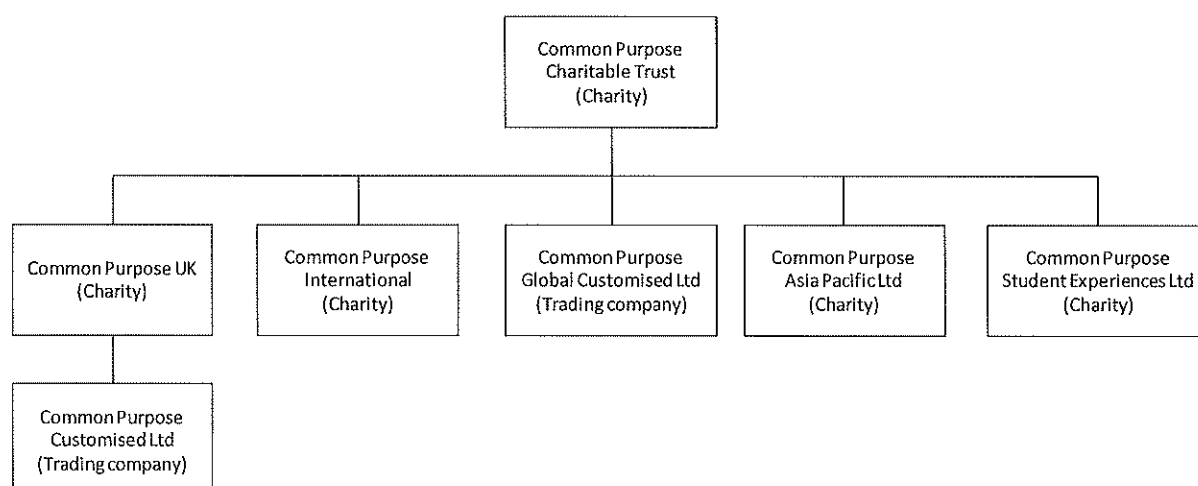 Common Purpose
Charitable Trust
(Charity)
Common Purpose UK
(Charity)
Common Purpose
International
(Charity)
Common Purpose
Global Customised Ltd
(Trading company)
Common Purpose
Asia Pacific Ltd
(Charity)
Common Purpose
Student Experiences Ltd
(Charity)
Common Purpose
Customised Ltd
(Trading company)